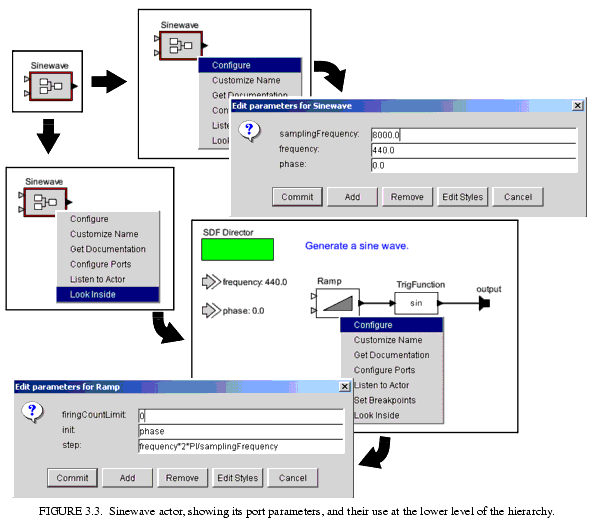 Sinewave
Sinewave
Configure
Customize Name
Get Documentation
Con
Liste
Look
Edit parameters for Sinewave
samplingFrequency: 8000.0
frequency: 440.0
phase: 0.0
Commit Add Remove Edit Styles Cancel
Sinewave
Configure
Customize Name
Get Documentation
Configure Ports
Listen to Actor
Look Inside
SDF Director
Generate a sine wave.
frequency: 440.0
phase: 0.0
Ramp
TrigFunction
sin
output
Configure
Customize Name
Get Documentation
Configure Ports
Listen to Actor
Set Breakpoints
Look Inside
Edit parameters for Ramp
firingCountLimit: 0
init: phase
step: frequency*2*PI/samplingFrequency
Commit Add Remove Edit Styles Cancel
FIGURE 3.3. Sinewave actor, showing its port parameters, and their use at the lower level of the hierarchy.